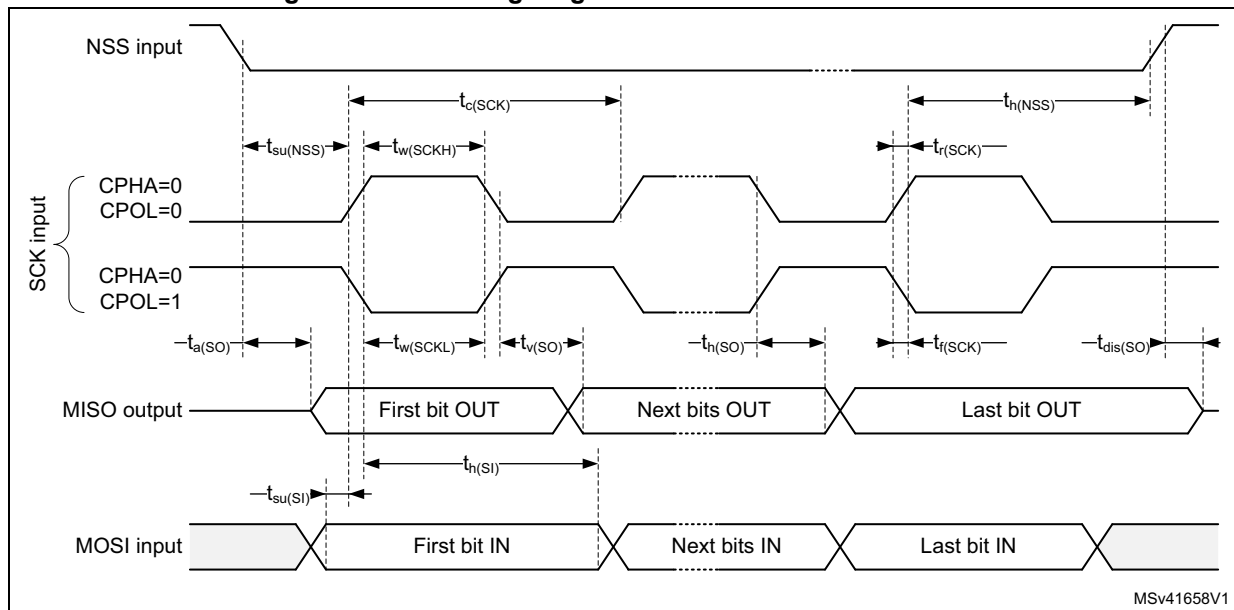 NSS input
tc(SCK)
th(NSS)
tsu(NSS)
tw(SCKH)
tr(SCK)
SCK input
CPHA=0
CPOL=0
CPHA=0
CPOL=1
ta(SO)
tw(SCKL)
tv(SO)
th(SO)
tf(SCK)
tdis(SO)
MISO output
First bit OUT
Next bits OUT
Last bit OUT
th(SI)
tsu(SI)
MOSI input
First bit IN
Next bits IN
Last bit IN
MSv41658V1